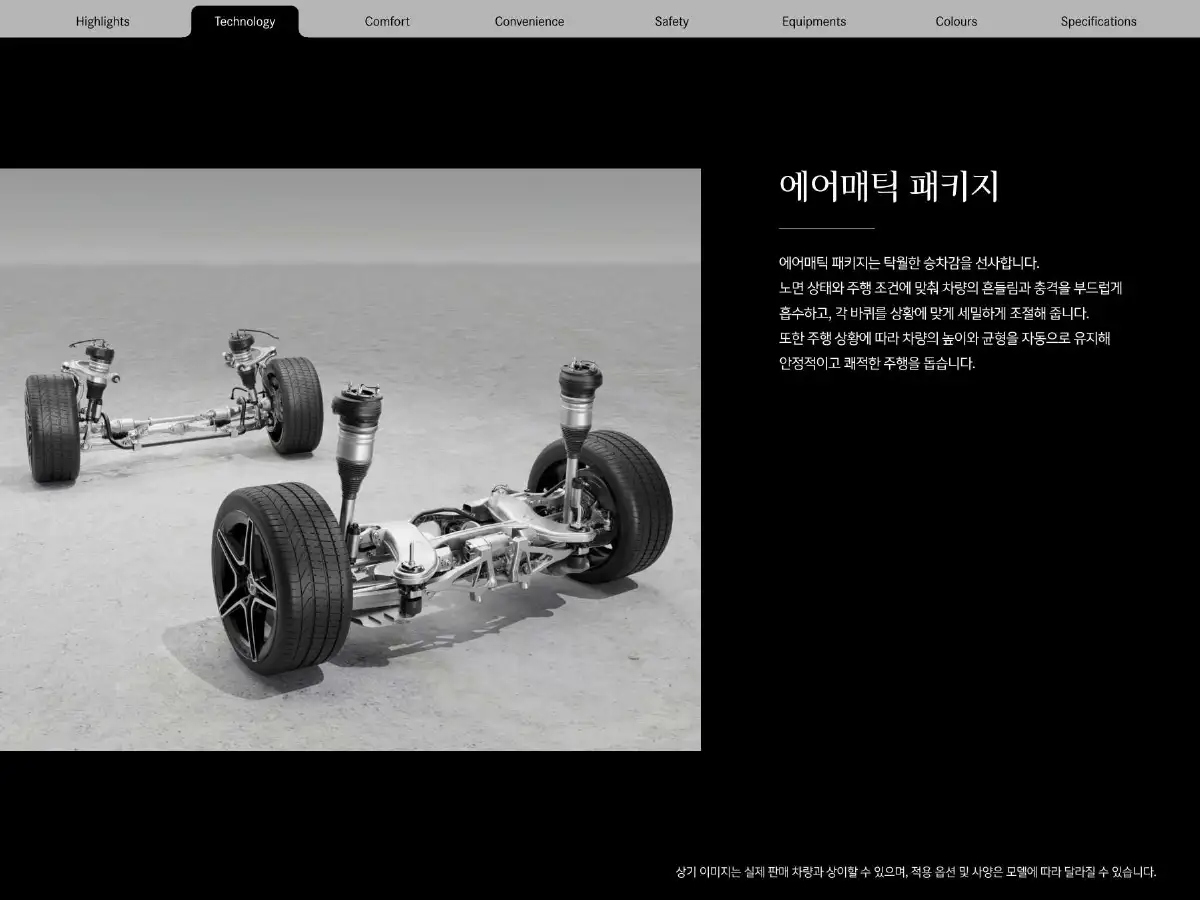 Highlights
Technology
Comfort
Convenience
Safety
Equipments
Colours
Specifications
에어매틱 패키지
에어매틱 패키지는 탁월한 승차감을 선사합니다.
노면 상태와 주행 조건에 맞춰 차량의 흔들림과 충격을 부드럽게
흡수하고, 각 바퀴를 상황에 맞게 세밀하게 조절해 줍니다.
또한 주행 상황에 따라 차량의 높이와 균형을 자동으로 유지해
안정적이고 쾌적한 주행을 돕습니다.
상기 이미지는 실제 판매 차량과 상이할 수 있으며, 적용 옵션 및 사양은 모델에 따라 달라질 수 있습니다.